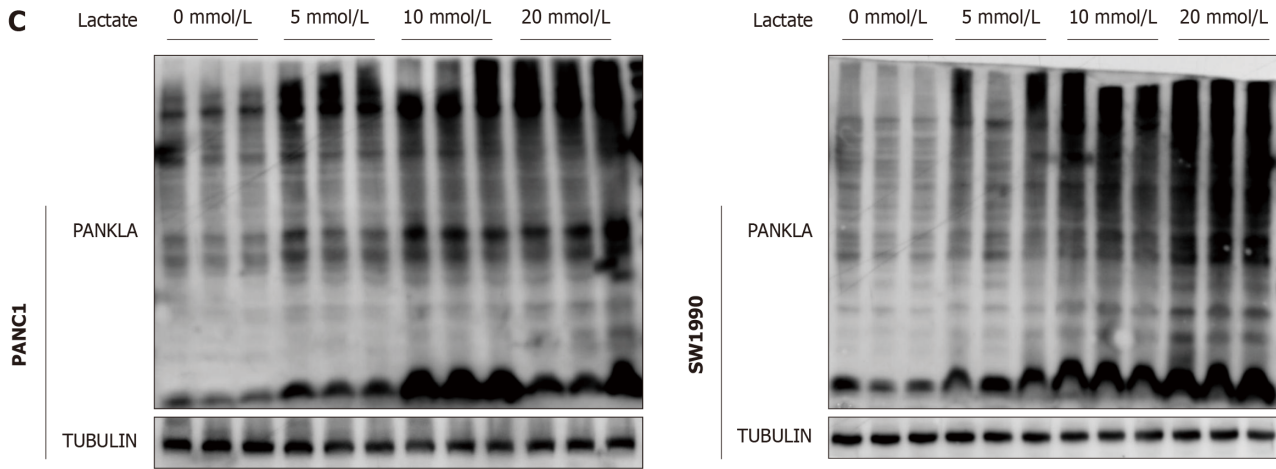 C
Lactate 0 mmol/L 5 mmol/L 10 mmol/L 20 mmol/L
PANKLA
PANC1
TUBULIN
Lactate 0 mmol/L 5 mmol/L 10 mmol/L 20 mmol/L
PANKLA
SW1990
TUBULIN